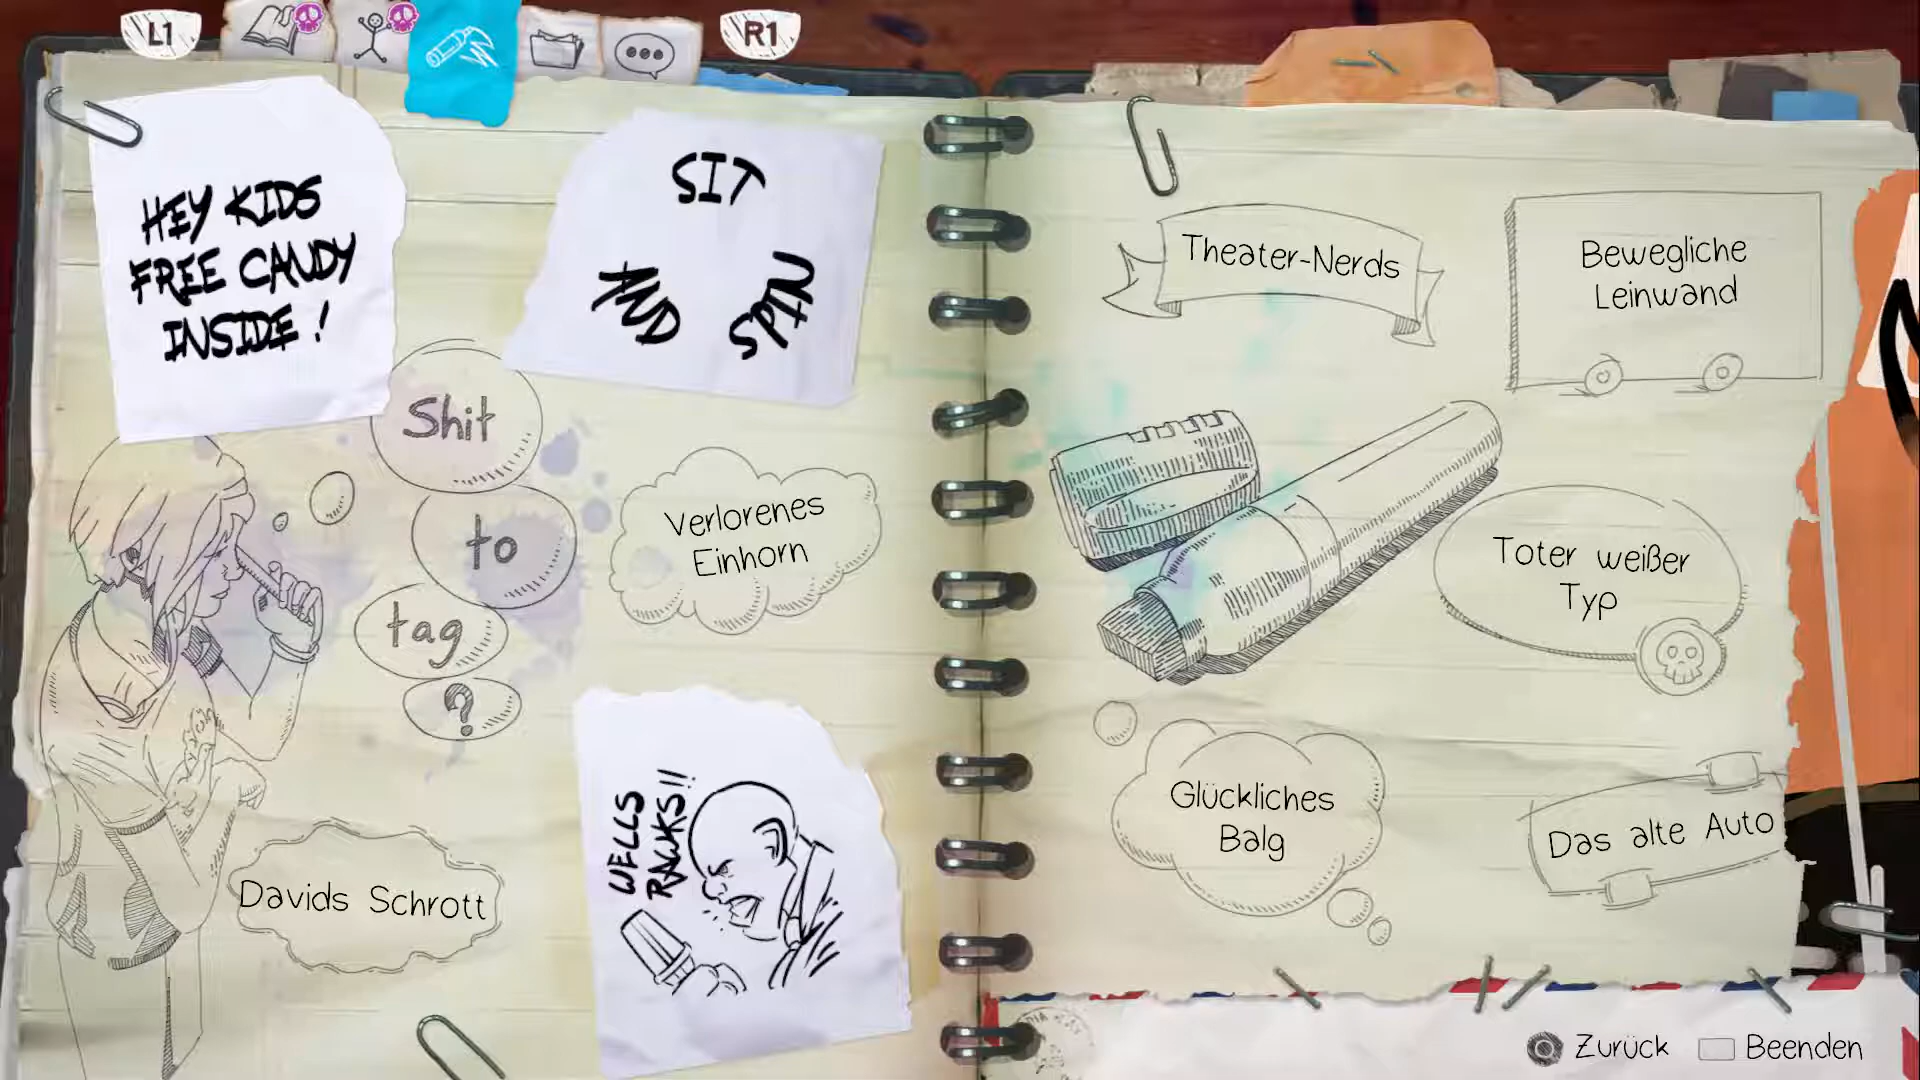 L1
R1
HEY KIDS
FREE CANDY
INSIDE!
SIT
AND
SPIN
Shit
to
tag
?
Verlorenes
Einhorn
Davids Schrott
WELLS
RAWKS!!
Theater-Nerds
Bewegliche
Leinwand
Toter weißer
Typ
Glückliches
Balg
Das alte Auto
Zurück
Beenden